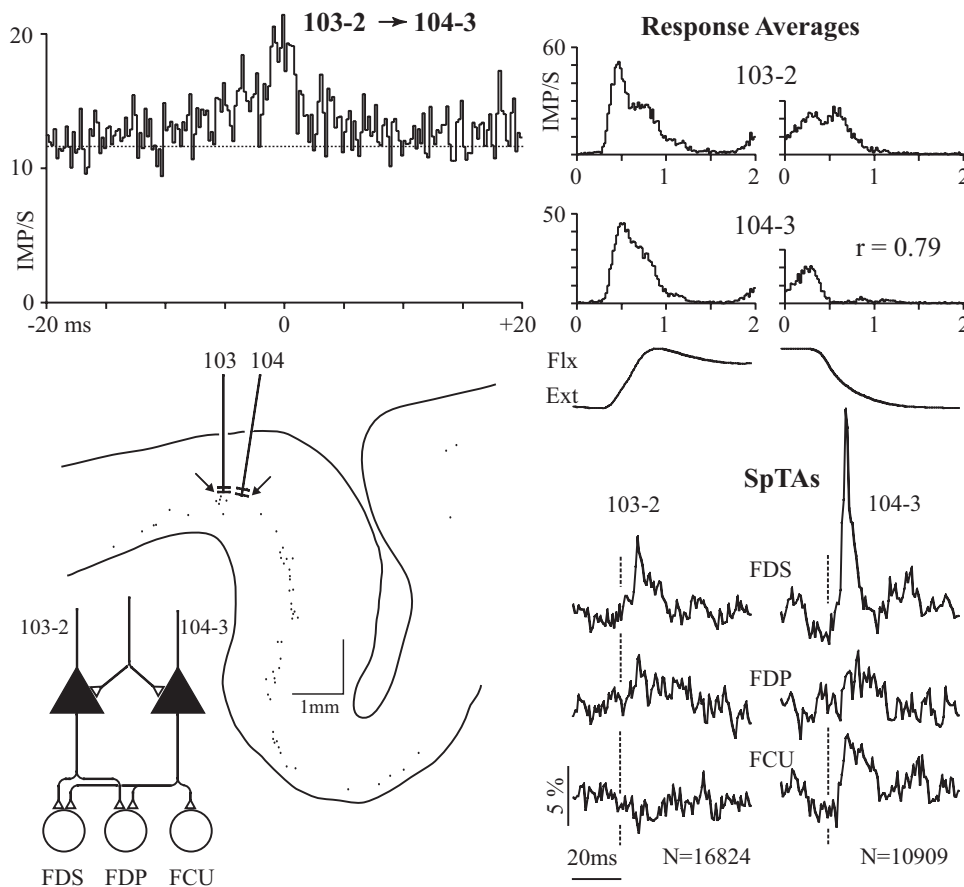 103-2 → 104-3
20
10
0
IMP/S
-20 ms 0 +20
Response Averages
60
IMP/S
103-2
0 1 2
0 1 2
50
104-3
r = 0.79
0 1 2
0 1 2
Flx
Ext
103 104
1mm
103-2 104-3
FDS FDP FCU
SpTAs
103-2 104-3
FDS
FDP
FCU
5 %
20ms
N=16824 N=10909